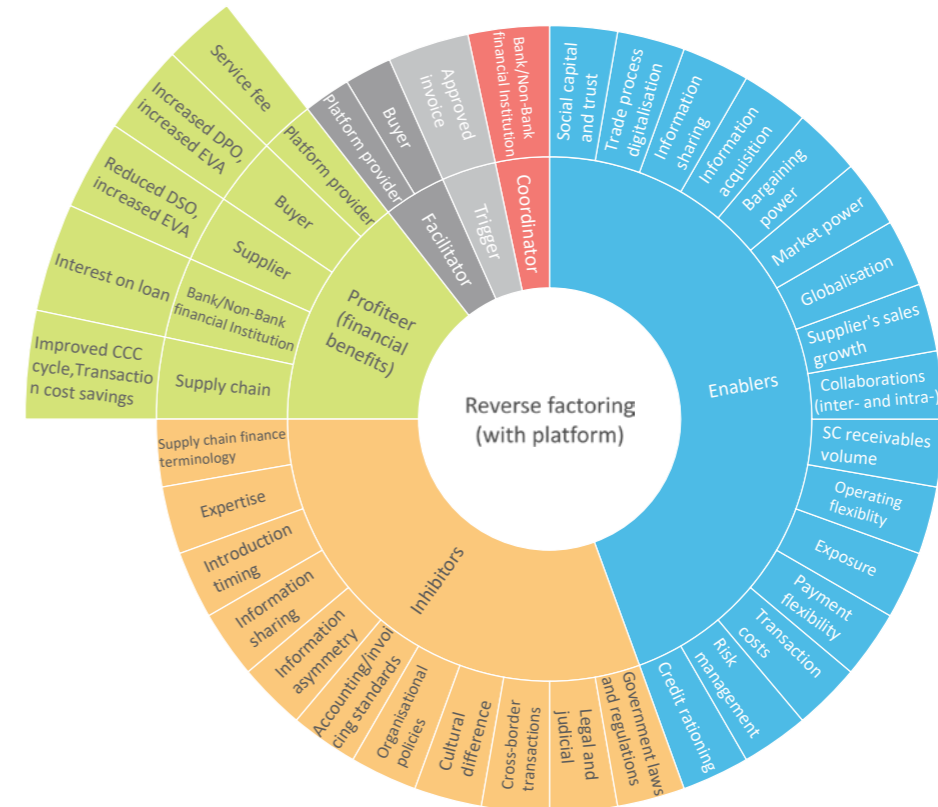 Reverse factoring
(with platform)
Enablers
Social capital
and trust
Trade process
digitalisation
Information
sharing
Information
acquisition
Bargaining
power
Market power
Globalisation
Supplier's sales
growth
Collaborations
(inter- and intra-)
SC receivables
volume
Operating
flexiblity
Exposure
Payment
flexibility
Transaction
costs
Risk
management
Credit rationing
Inhibitors
Government laws
and regulations
Legal and
judicial
Cross-border
transactions
Cultural
difference
Organisational
policies
Accounting/invoi
cing standards
Information
asymmetry
Information
sharing
Introduction
timing
Expertise
Supply chain finance
terminology
Profiteer
(financial
benefits)
Supply chain
Improved CCC
cycle,Transactio
n cost savings
Bank/Non-Bank
financial Institution
Interest on loan
Supplier
Reduced DSO,
increased EVA
Buyer
Increased DPO,
increased EVA
Platform provider
Service fee
Facilitator
Platform provider
Buyer
Trigger
Approved
invoice
Coordinator
Bank/Non-Bank
financial Institution